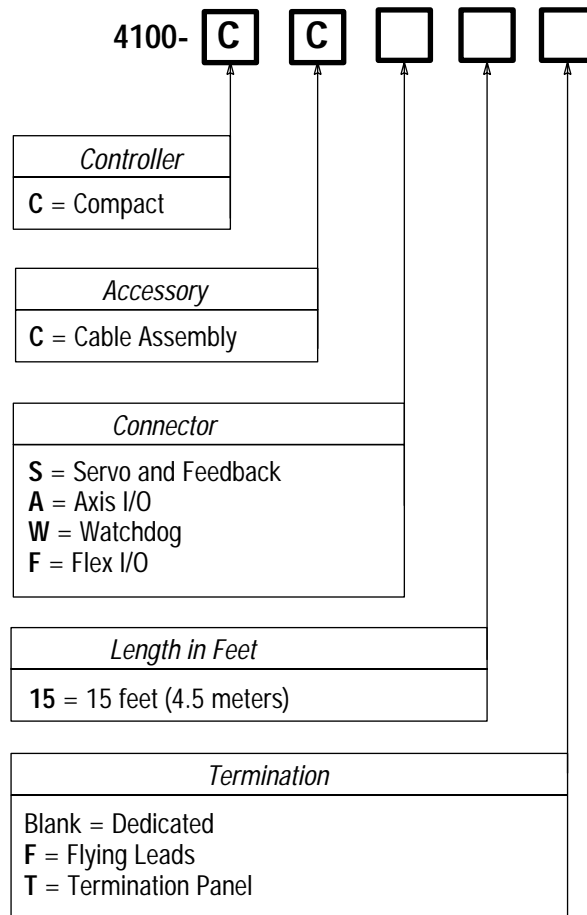 4100- C C
Controller
C = Compact
Accessory
C = Cable Assembly
Connector
S = Servo and Feedback
A = Axis I/O
W = Watchdog
F = Flex I/O
Length in Feet
15 = 15 feet (4.5 meters)
Termination
Blank = Dedicated
F = Flying Leads
T = Termination Panel